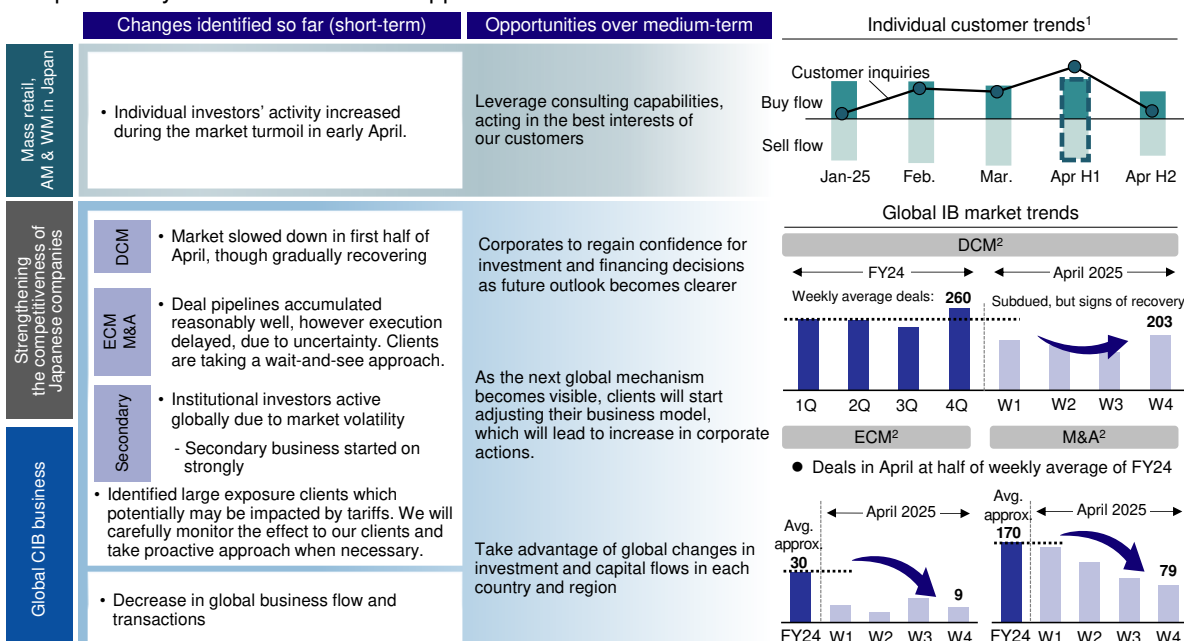 Changes identified so far (short-term)
Opportunities over medium-term
Individual customer trends1
Mass retail,
AM & WM in Japan
• Individual investors' activity increased
during the market turmoil in early April.
Leverage consulting capabilities,
acting in the best interests of
our customers
Customer inquiries
Buy flow
Sell flow
Jan-25 Feb. Mar. Apr H1 Apr H2
Strengthening
the competitiveness of
Japanese companies
DCM
• Market slowed down in first half of
April, though gradually recovering
ECM
M&A
• Deal pipelines accumulated
reasonably well, however execution
delayed, due to uncertainty. Clients
are taking a wait-and-see approach.
Secondary
• Institutional investors active
globally due to market volatility
- Secondary business started on
strongly
Global CIB business
• Identified large exposure clients which
potentially may be impacted by tariffs. We will
carefully monitor the effect to our clients and
take proactive approach when necessary.
• Decrease in global business flow and
transactions
Corporates to regain confidence for
investment and financing decisions
as future outlook becomes clearer
As the next global mechanism
becomes visible, clients will start
adjusting their business model,
which will lead to increase in corporate
actions.
Take advantage of global changes in
investment and capital flows in each
country and region
Global IB market trends
DCM2
FY24
April 2025
Weekly average deals: 260
Subdued, but signs of recovery
203
1Q 2Q 3Q 4Q W1 W2 W3 W4
ECM2
M&A2
● Deals in April at half of weekly average of FY24
Avg.
approx.
30
April 2025
9
FY24 W1 W2 W3 W4
Avg.
approx.
170
April 2025
79
FY24 W1 W2 W3 W4